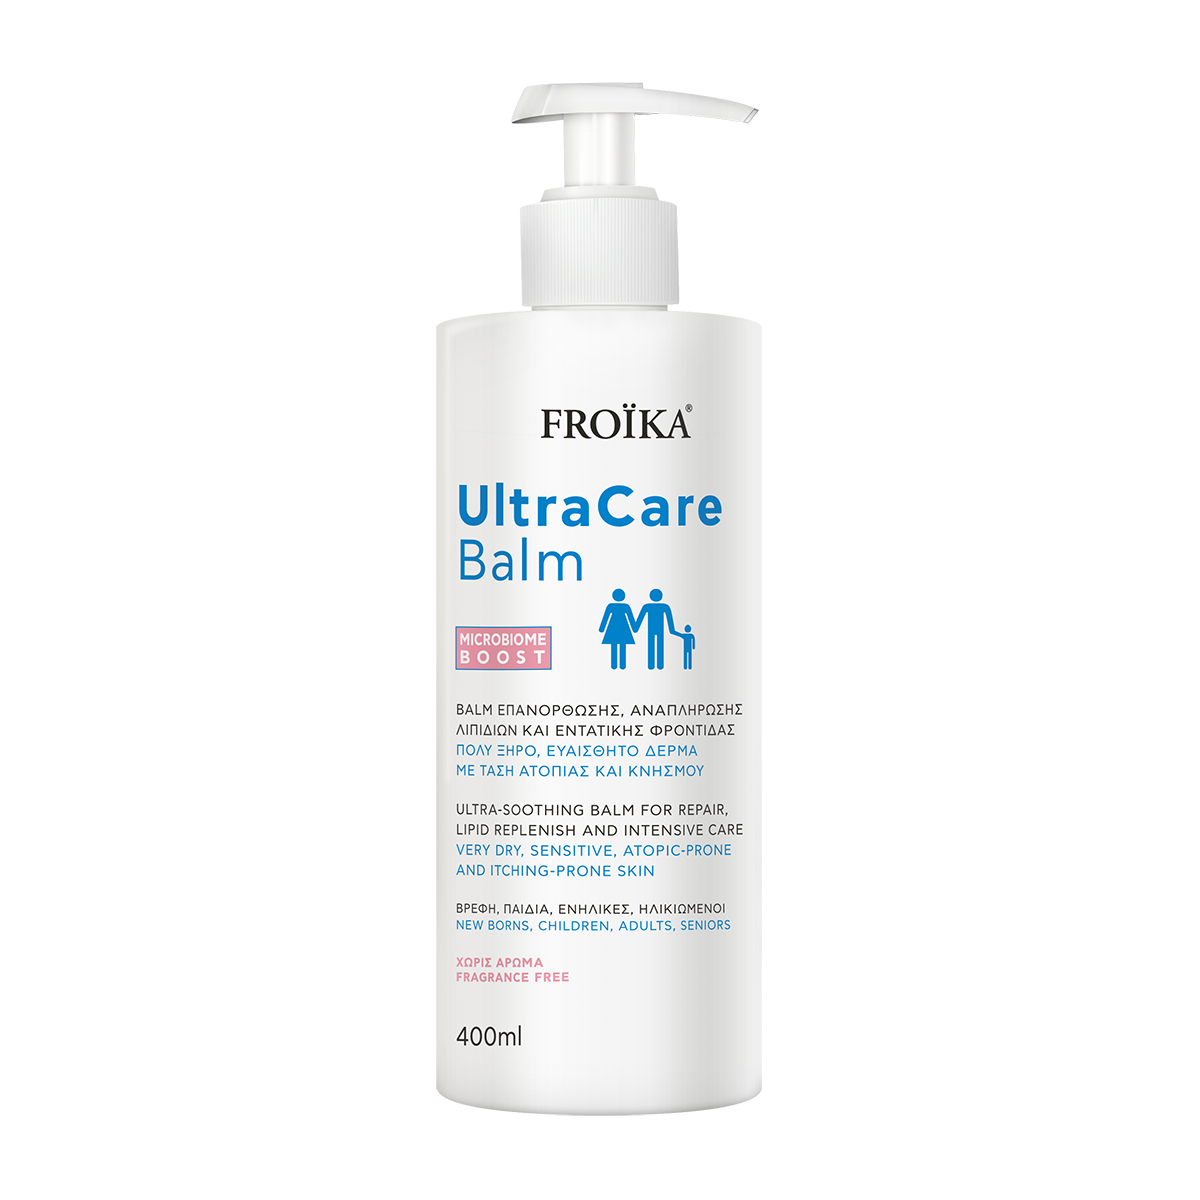 FROÏKA®
UltraCare
Balm
MICROBIOME
BOOST
BALM ΕΠΑΝΟΡΘΩΣΗΣ, ΑΝΑΠΛΗΡΩΣΗΣ
ΛΙΠΙΔΙΩΝ ΚΑΙ ΕΝΤΑΤΙΚΗΣ ΦΡΟΝΤΙΔΑΣ
ΠΟΛΥ ΞΗΡΟ, ΕΥΑΙΣΘΗΤΟ ΔΕΡΜΑ
ΜΕ ΤΑΣΗ ΑΤΟΠΙΑΣ ΚΑΙ ΚΝΗΣΜΟΥ
ULTRA-SOOTHING BALM FOR REPAIR,
LIPID REPLENISH AND INTENSIVE CARE
VERY DRY, SENSITIVE, ATOPIC-PRONE
AND ITCHING-PRONE SKIN
ΒΡΕΦΗ, ΠΑΙΔΙΑ, ΕΝΗΛΙΚΕΣ, ΗΛΙΚΙΩΜΕΝΟΙ
NEW BORNS, CHILDREN, ADULTS, SENIORS
ΧΩΡΙΣ ΑΡΩΜΑ
FRAGRANCE FREE
400ml